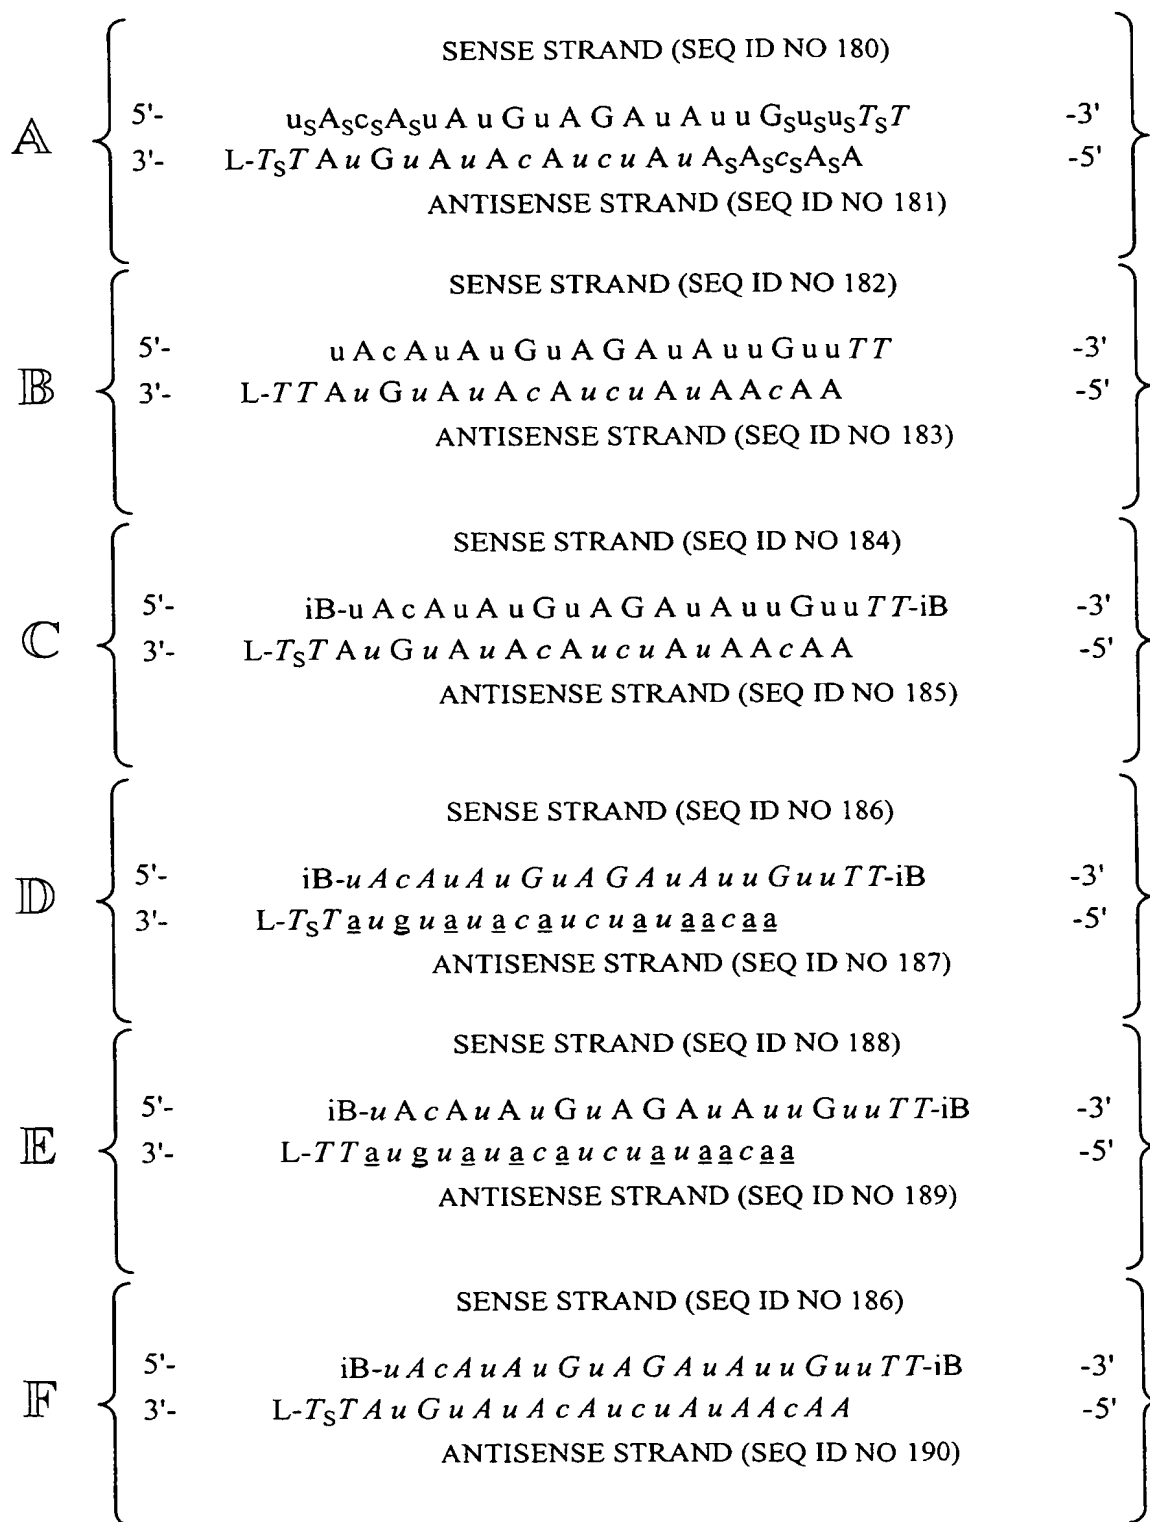 SENSE STRAND (SEQ ID NO 180)
A
5'- usAscsAsu A u G u A G A u A u u GsususTsT -3'
3'- L-TsT A u G u A u A c A u c u A u AsAscsAsA -5'
ANTISENSE STRAND (SEQ ID NO 181)
SENSE STRAND (SEQ ID NO 182)
B
5'- u A c A u A u G u A G A u A u u G u u T T -3'
3'- L-T T A u G u A u A c A u c u A u A A c A A -5'
ANTISENSE STRAND (SEQ ID NO 183)
SENSE STRAND (SEQ ID NO 184)
C
5'- iB-u A c A u A u G u A G A u A u u G u u T T-iB -3'
3'- L-TsT A u G u A u A c A u c u A u A A c A A -5'
ANTISENSE STRAND (SEQ ID NO 185)
SENSE STRAND (SEQ ID NO 186)
D
5'- iB-u A c A u A u G u A G A u A u u G u u T T-iB -3'
3'- L-TsT a u g u a u a c a u c u a u a a c a a -5'
ANTISENSE STRAND (SEQ ID NO 187)
SENSE STRAND (SEQ ID NO 188)
E
5'- iB-u A c A u A u G u A G A u A u u G u u T T-iB -3'
3'- L-T T a u g u a u a c a u c u a u a a c a a -5'
ANTISENSE STRAND (SEQ ID NO 189)
SENSE STRAND (SEQ ID NO 186)
F
5'- iB-u A c A u A u G u A G A u A u u G u u T T-iB -3'
3'- L-TsT A u G u A u A c A u c u A u A A c A A -5'
ANTISENSE STRAND (SEQ ID NO 190)